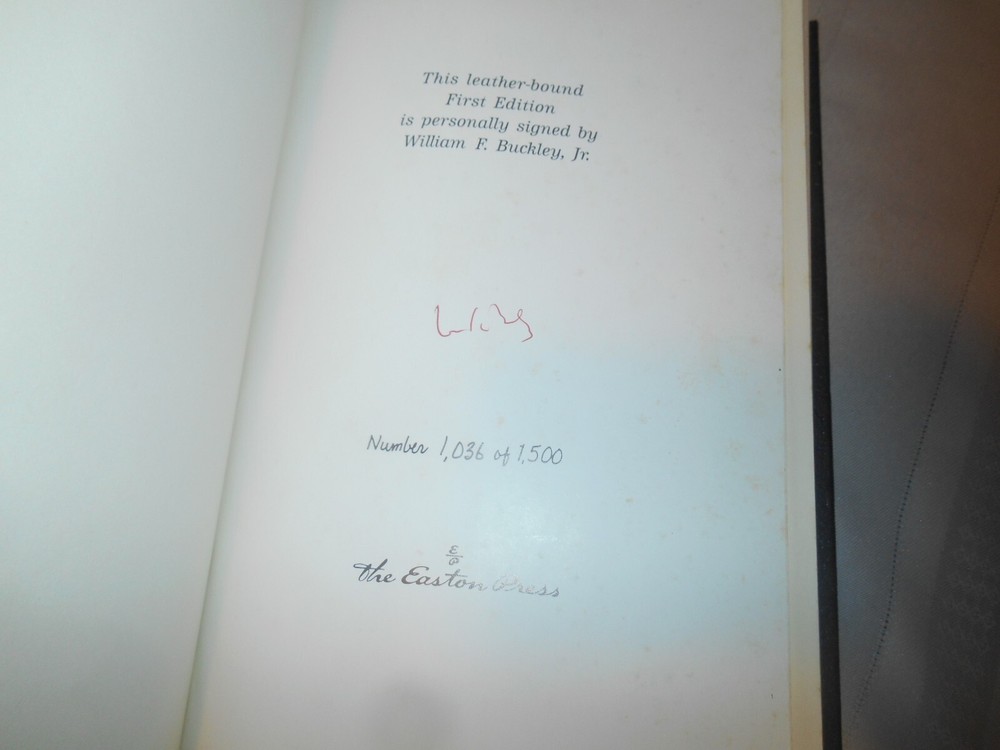 This leather-bound
First Edition
is personally signed by
William F. Buckley, Jr.
Number 1,036 of 1,500
E
P
the Easton Press